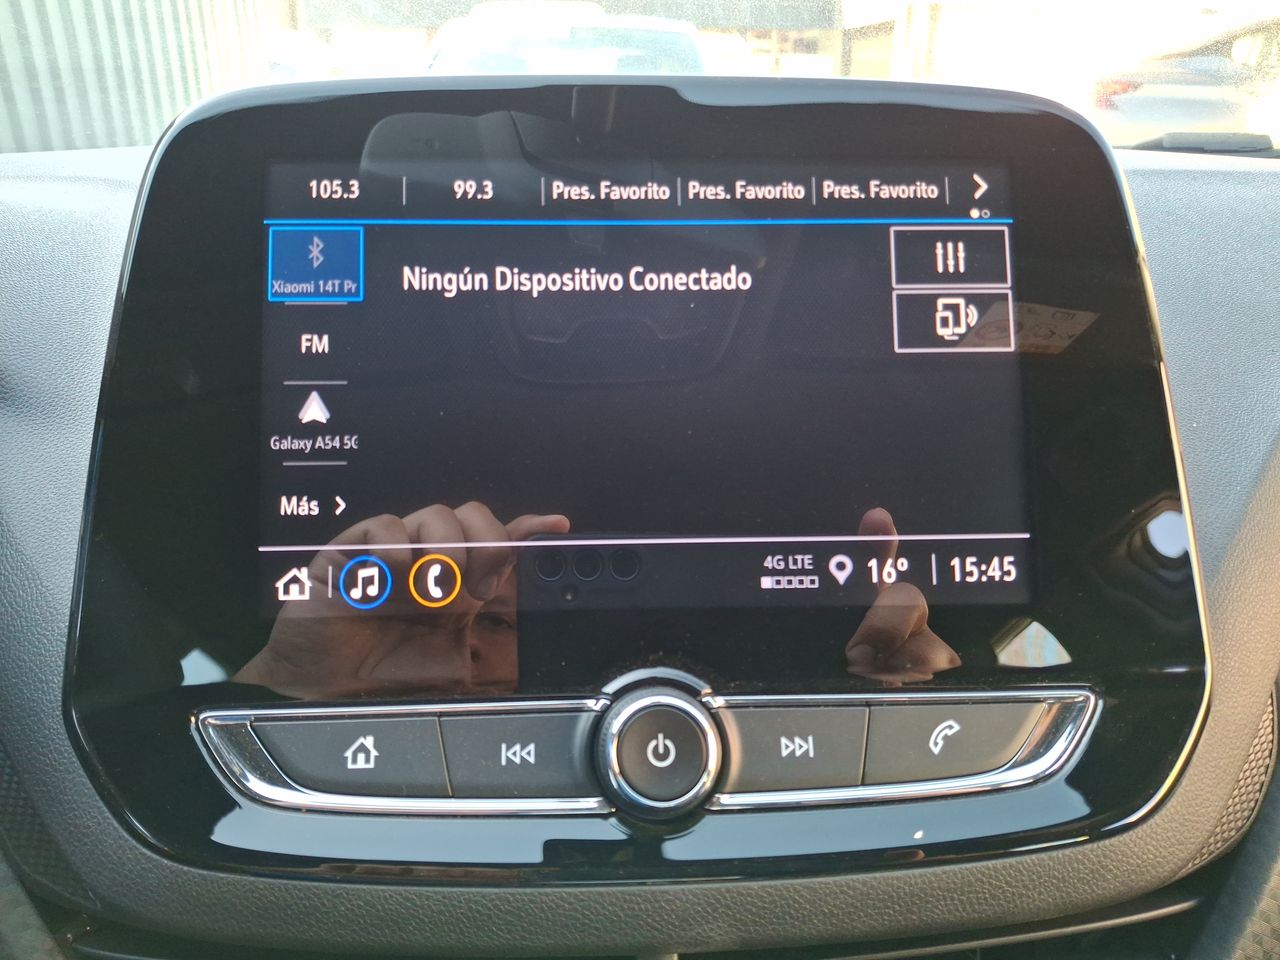 105.3 | 99.3 | Pres. Favorito | Pres. Favorito | Pres. Favorito
Xiaomi 14T Pr
Ningún Dispositivo Conectado
FM
Galaxy A54 5G
Más
4G LTE
16° | 15:45